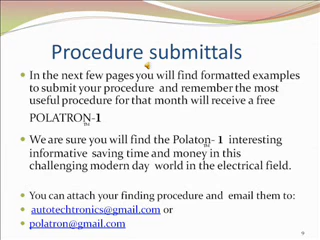 Procedure submittals
In the next few pages you will find formatted examples
to submit your procedure and remember the most
useful procedure for that month will receive a free
POLATRON-1
TM
We are sure you will find the Polaton- 1 interesting
TM
informative saving time and money in this
challenging modern day world in the electrical field.
You can attach your finding procedure and email them to:
autotechtronics@gmail.com or
polatron@gmail.com
9